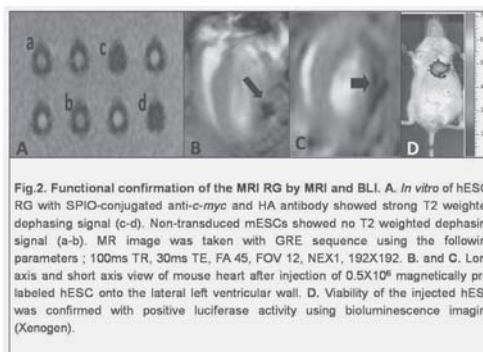 a
c
b
d
A
B
C
D
Fig.2. Functional confirmation of the MRI RG by MRI and BLI. A. In vitro of hESC
RG with SPIO-conjugated anti-c-myc and HA antibody showed strong T2 weighte
dephasing signal (c-d). Non-transduced mESCs showed no T2 weighted dephasin
signal (a-b). MR image was taken with GRE sequence using the followin
parameters ; 100ms TR, 30ms TE, FA 45, FOV 12, NEX1, 192X192. B. and C. Lon
axis and short axis view of mouse heart after injection of 0.5X10⁶ magnetically pr
labeled hESC onto the lateral left ventricular wall. D. Viability of the injected hES
was confirmed with positive luciferase activity using bioluminescence imagin
(Xenogen).